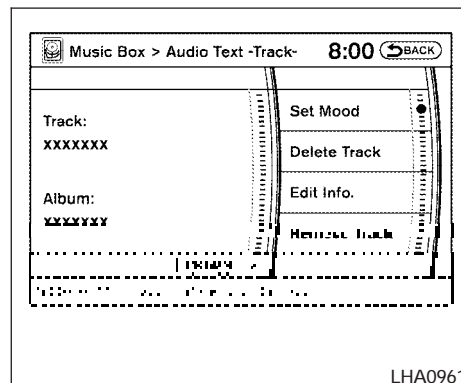 Music Box > Audio Text -Track- 8:00 BACK
Track:
xxxxxxx
Album:
xxxxxxx
Set Mood
Delete Track
Edit Info.
Track
LHA0961